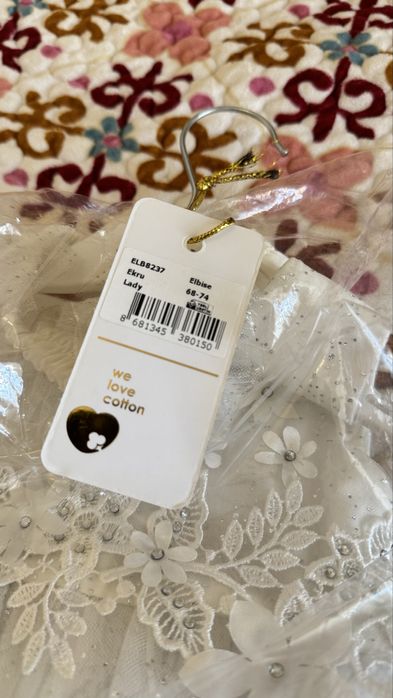 ELB8237
Ekru Elbise
Lady 68-74
8 681345 380150
we
love
cotton